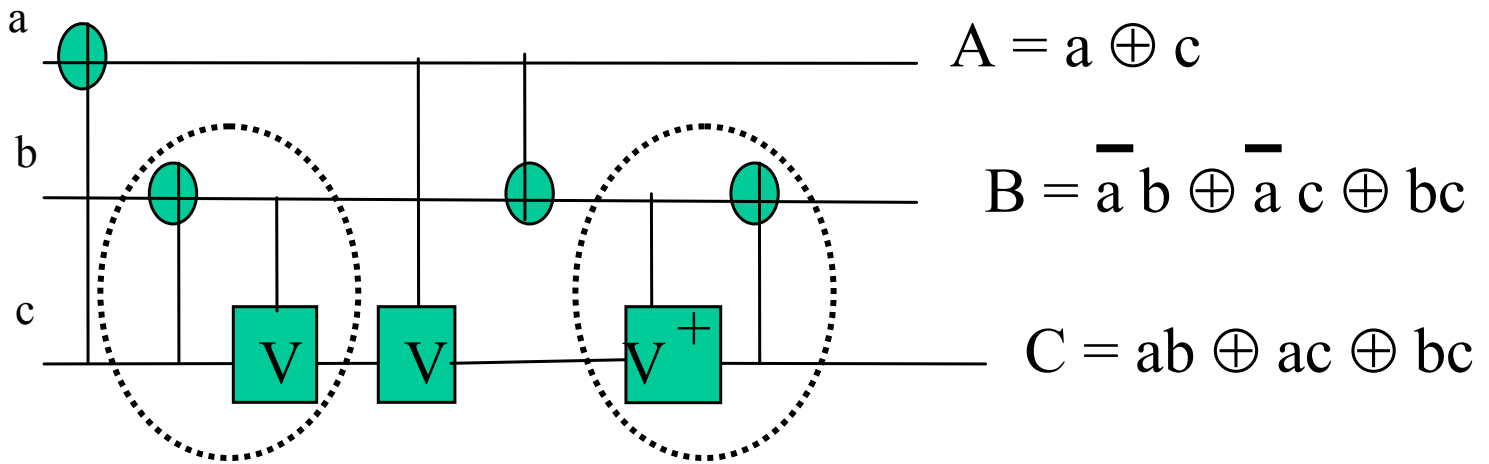 a
A = a ⊕ c
b
B = a̅ b ⊕ a̅ c ⊕ bc
c
V V V⁺
C = ab ⊕ ac ⊕ bc